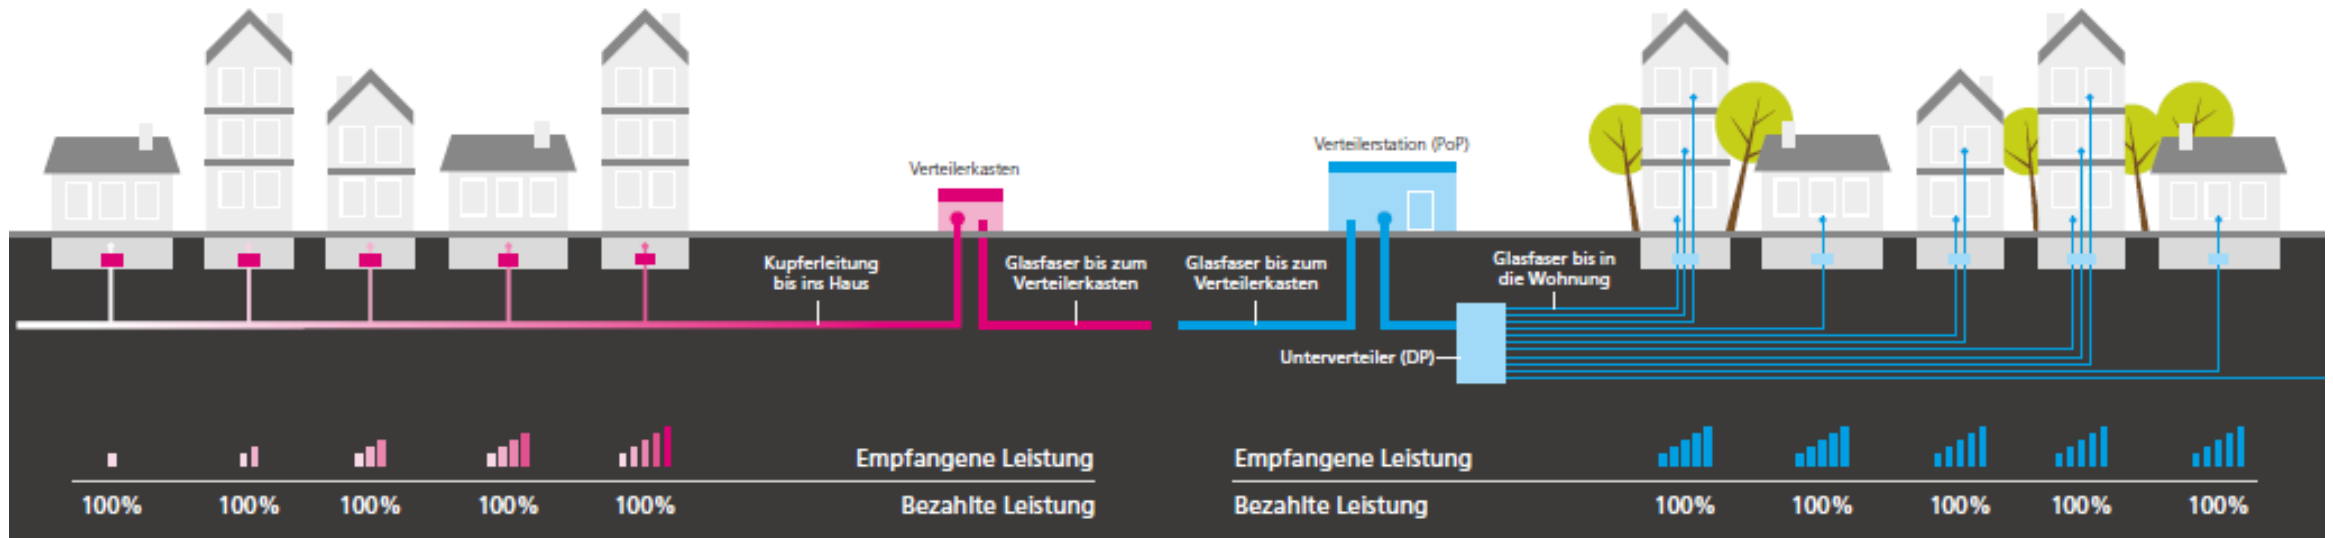 Verteilerkasten
Verteilerstation (PoP)
Kupferleitung
bis ins Haus
Glasfaser bis zum
Verteilerkasten
Glasfaser bis zum
Verteilerkasten
Glasfaser bis in
die Wohnung
Unterverteiler (DP)
Empfangene Leistung
100% 100% 100% 100% 100% Bezahlte Leistung
Empfangene Leistung
Bezahlte Leistung 100% 100% 100% 100% 100%